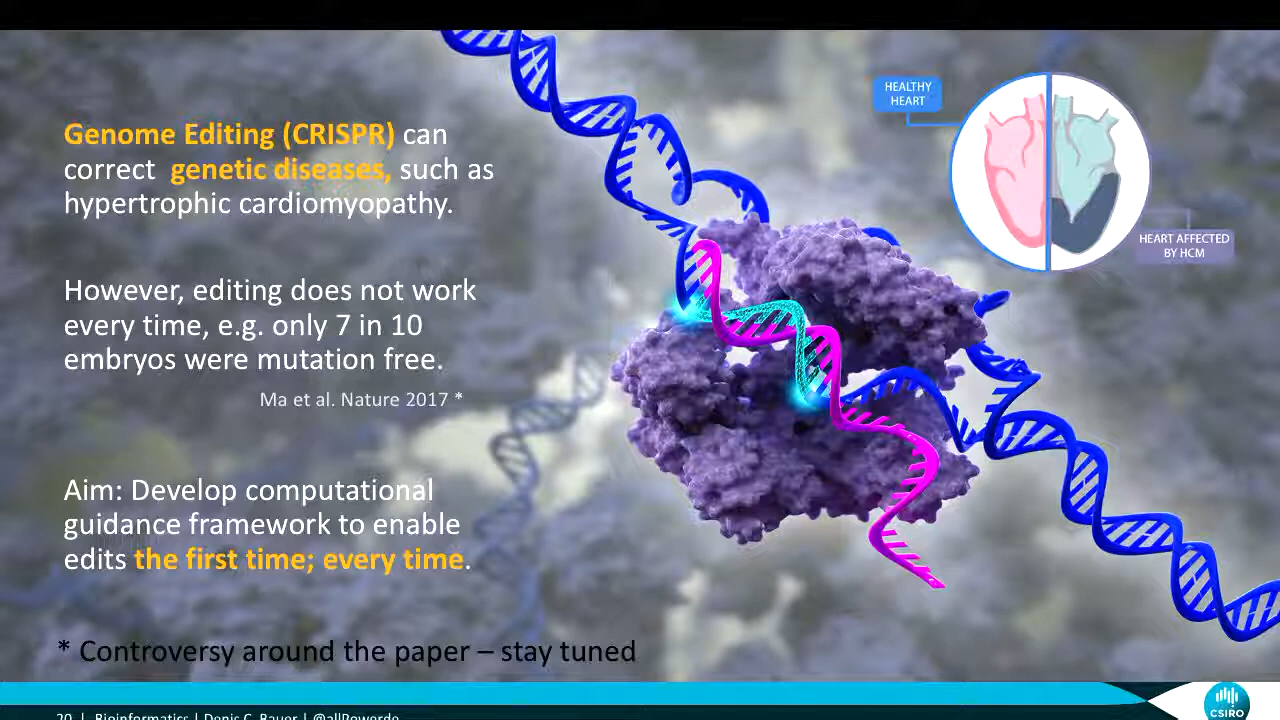 Genome Editing (CRISPR) can
correct genetic diseases, such as
hypertrophic cardiomyopathy.
However, editing does not work
every time, e.g. only 7 in 10
embryos were mutation free.
Ma et al. Nature 2017 *
Aim: Develop computational
guidance framework to enable
edits the first time; every time.
* Controversy around the paper – stay tuned
HEALTHY
HEART
HEART AFFECTED
BY HCM
20 | Bioinformatics | Denis C. Bauer | @allPowerde
CSIRO